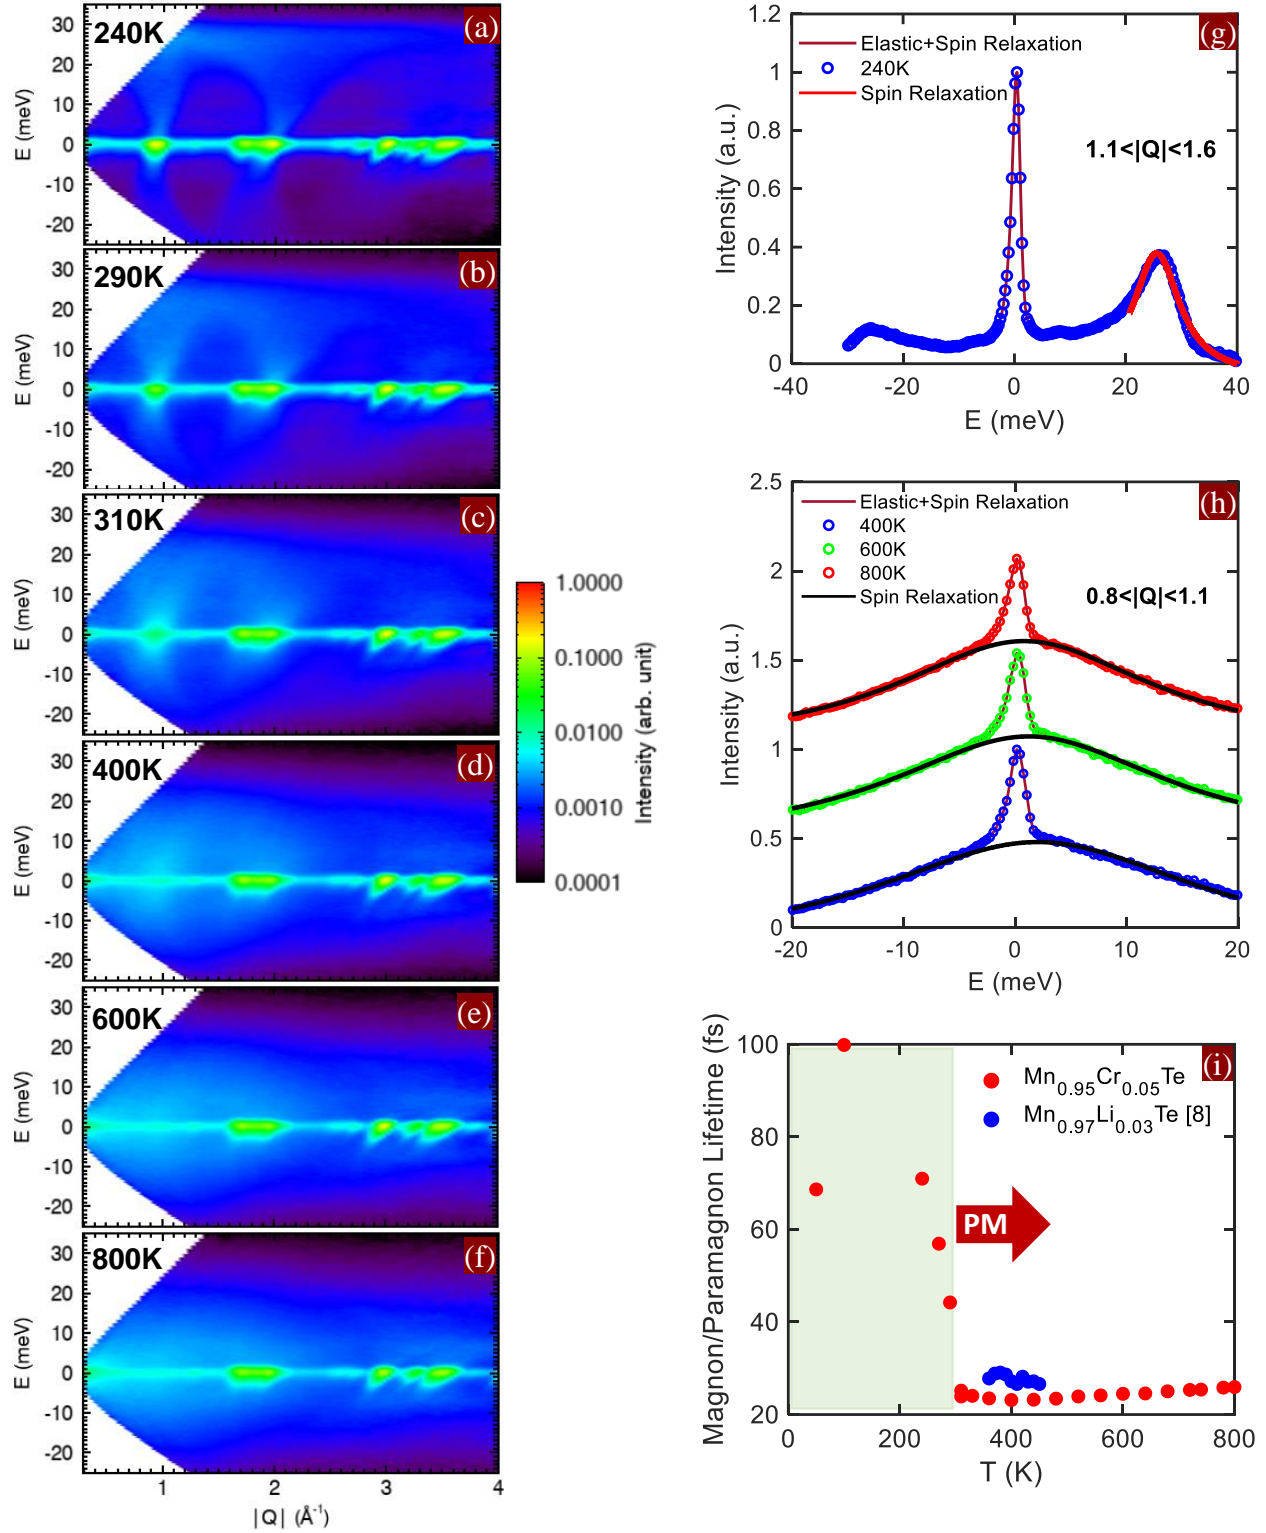 240K
(a)
E (meV)
30
20
10
0
-10
-20
290K
(b)
E (meV)
30
20
10
0
-10
-20
310K
(c)
E (meV)
30
20
10
0
-10
-20
400K
(d)
E (meV)
30
20
10
0
-10
-20
600K
(e)
E (meV)
30
20
10
0
-10
-20
800K
(f)
E (meV)
30
20
10
0
-10
-20
1 2 3 4
|Q| (Å⁻¹)
1.0000
0.1000
0.0100
0.0010
0.0001
Intensity (arb. unit)
(g)
Elastic+Spin Relaxation
240K
Spin Relaxation
1.1<|Q|<1.6
Intensity (a.u.)
1.2
1
0.8
0.6
0.4
0.2
0
-40 -20 0 20 40
E (meV)
(h)
Elastic+Spin Relaxation
400K
600K
800K
Spin Relaxation
0.8<|Q|<1.1
Intensity (a.u.)
2.5
2
1.5
1
0.5
0
-20 -10 0 10 20
E (meV)
(i)
Mn₀.₉₅Cr₀.₀₅Te
Mn₀.₉₇Li₀.₀₃Te [8]
PM
Magnon/Paramagnon Lifetime (fs)
100
80
60
40
20
0 200 400 600 800
T (K)